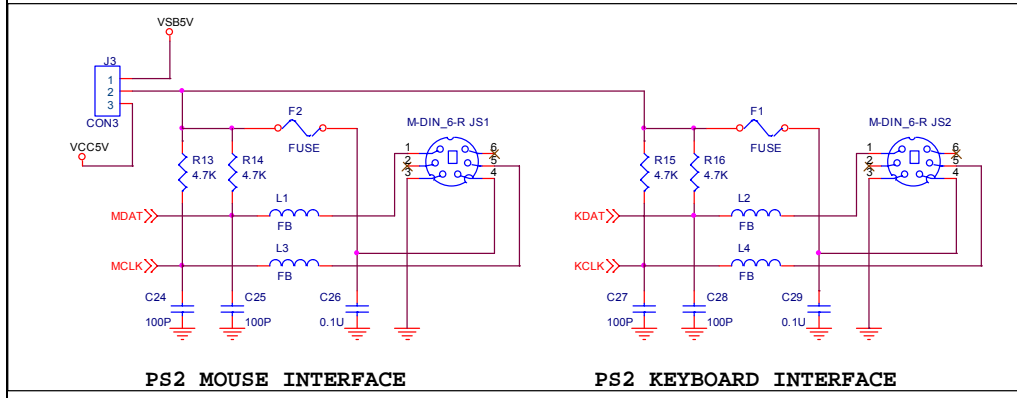 VSB5V
J3
1
2
3
CON3
VCC5V
F2
FUSE
M-DIN_6-R JS1
1
2
3
6
5
4
R13
4.7K
R14
4.7K
MDAT
L1
FB
MCLK
L3
FB
C24
100P
C25
100P
C26
0.1U
F1
FUSE
M-DIN_6-R JS2
1
2
3
6
5
4
R15
4.7K
R16
4.7K
KDAT
L2
FB
KCLK
L4
FB
C27
100P
C28
100P
C29
0.1U
PS2 MOUSE INTERFACE
PS2 KEYBOARD INTERFACE